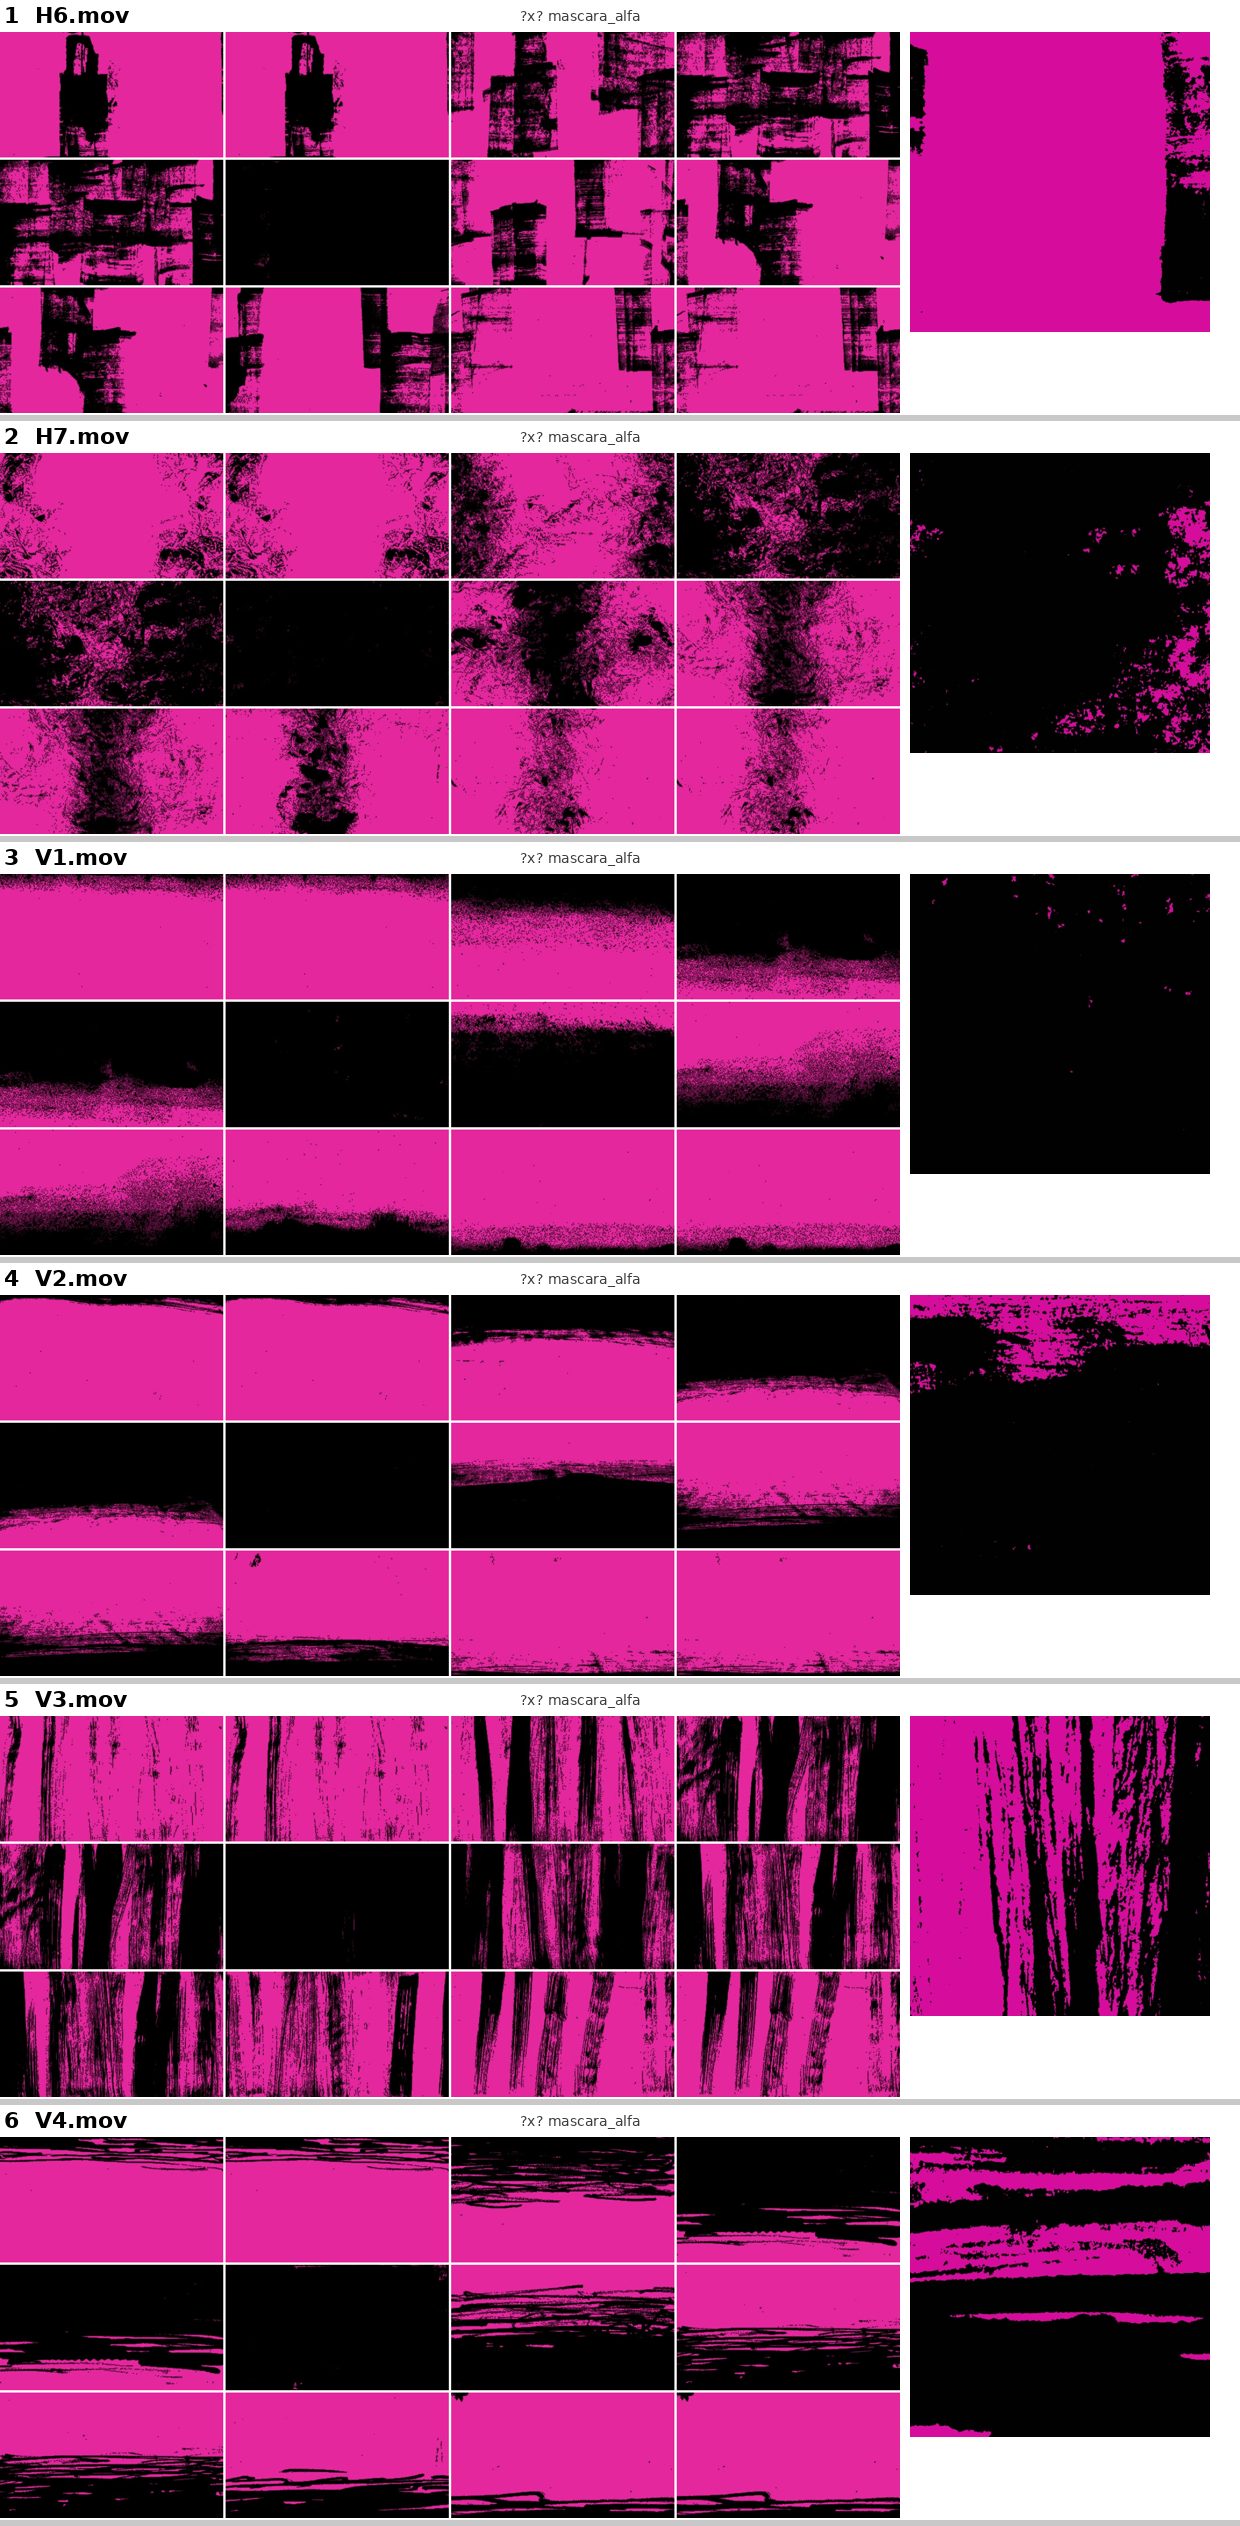 1 H6.mov ?x? mascara_alfa
2 H7.mov ?x? mascara_alfa
3 V1.mov ?x? mascara_alfa
4 V2.mov ?x? mascara_alfa
5 V3.mov ?x? mascara_alfa
6 V4.mov ?x? mascara_alfa